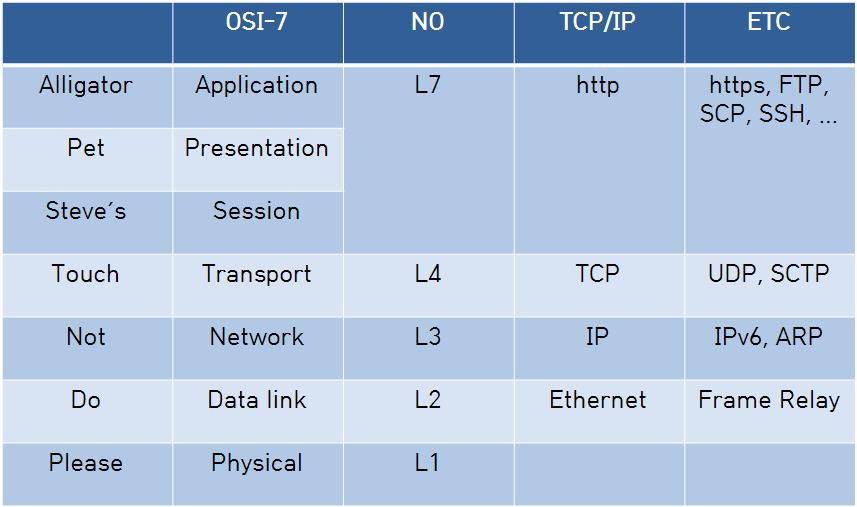 OSI-7 NO TCP/IP ETC
Alligator Application L7 http https, FTP,
SCP, SSH, ...
Pet Presentation
Steve´s Session
Touch Transport L4 TCP UDP, SCTP
Not Network L3 IP IPv6, ARP
Do Data link L2 Ethernet Frame Relay
Please Physical L1